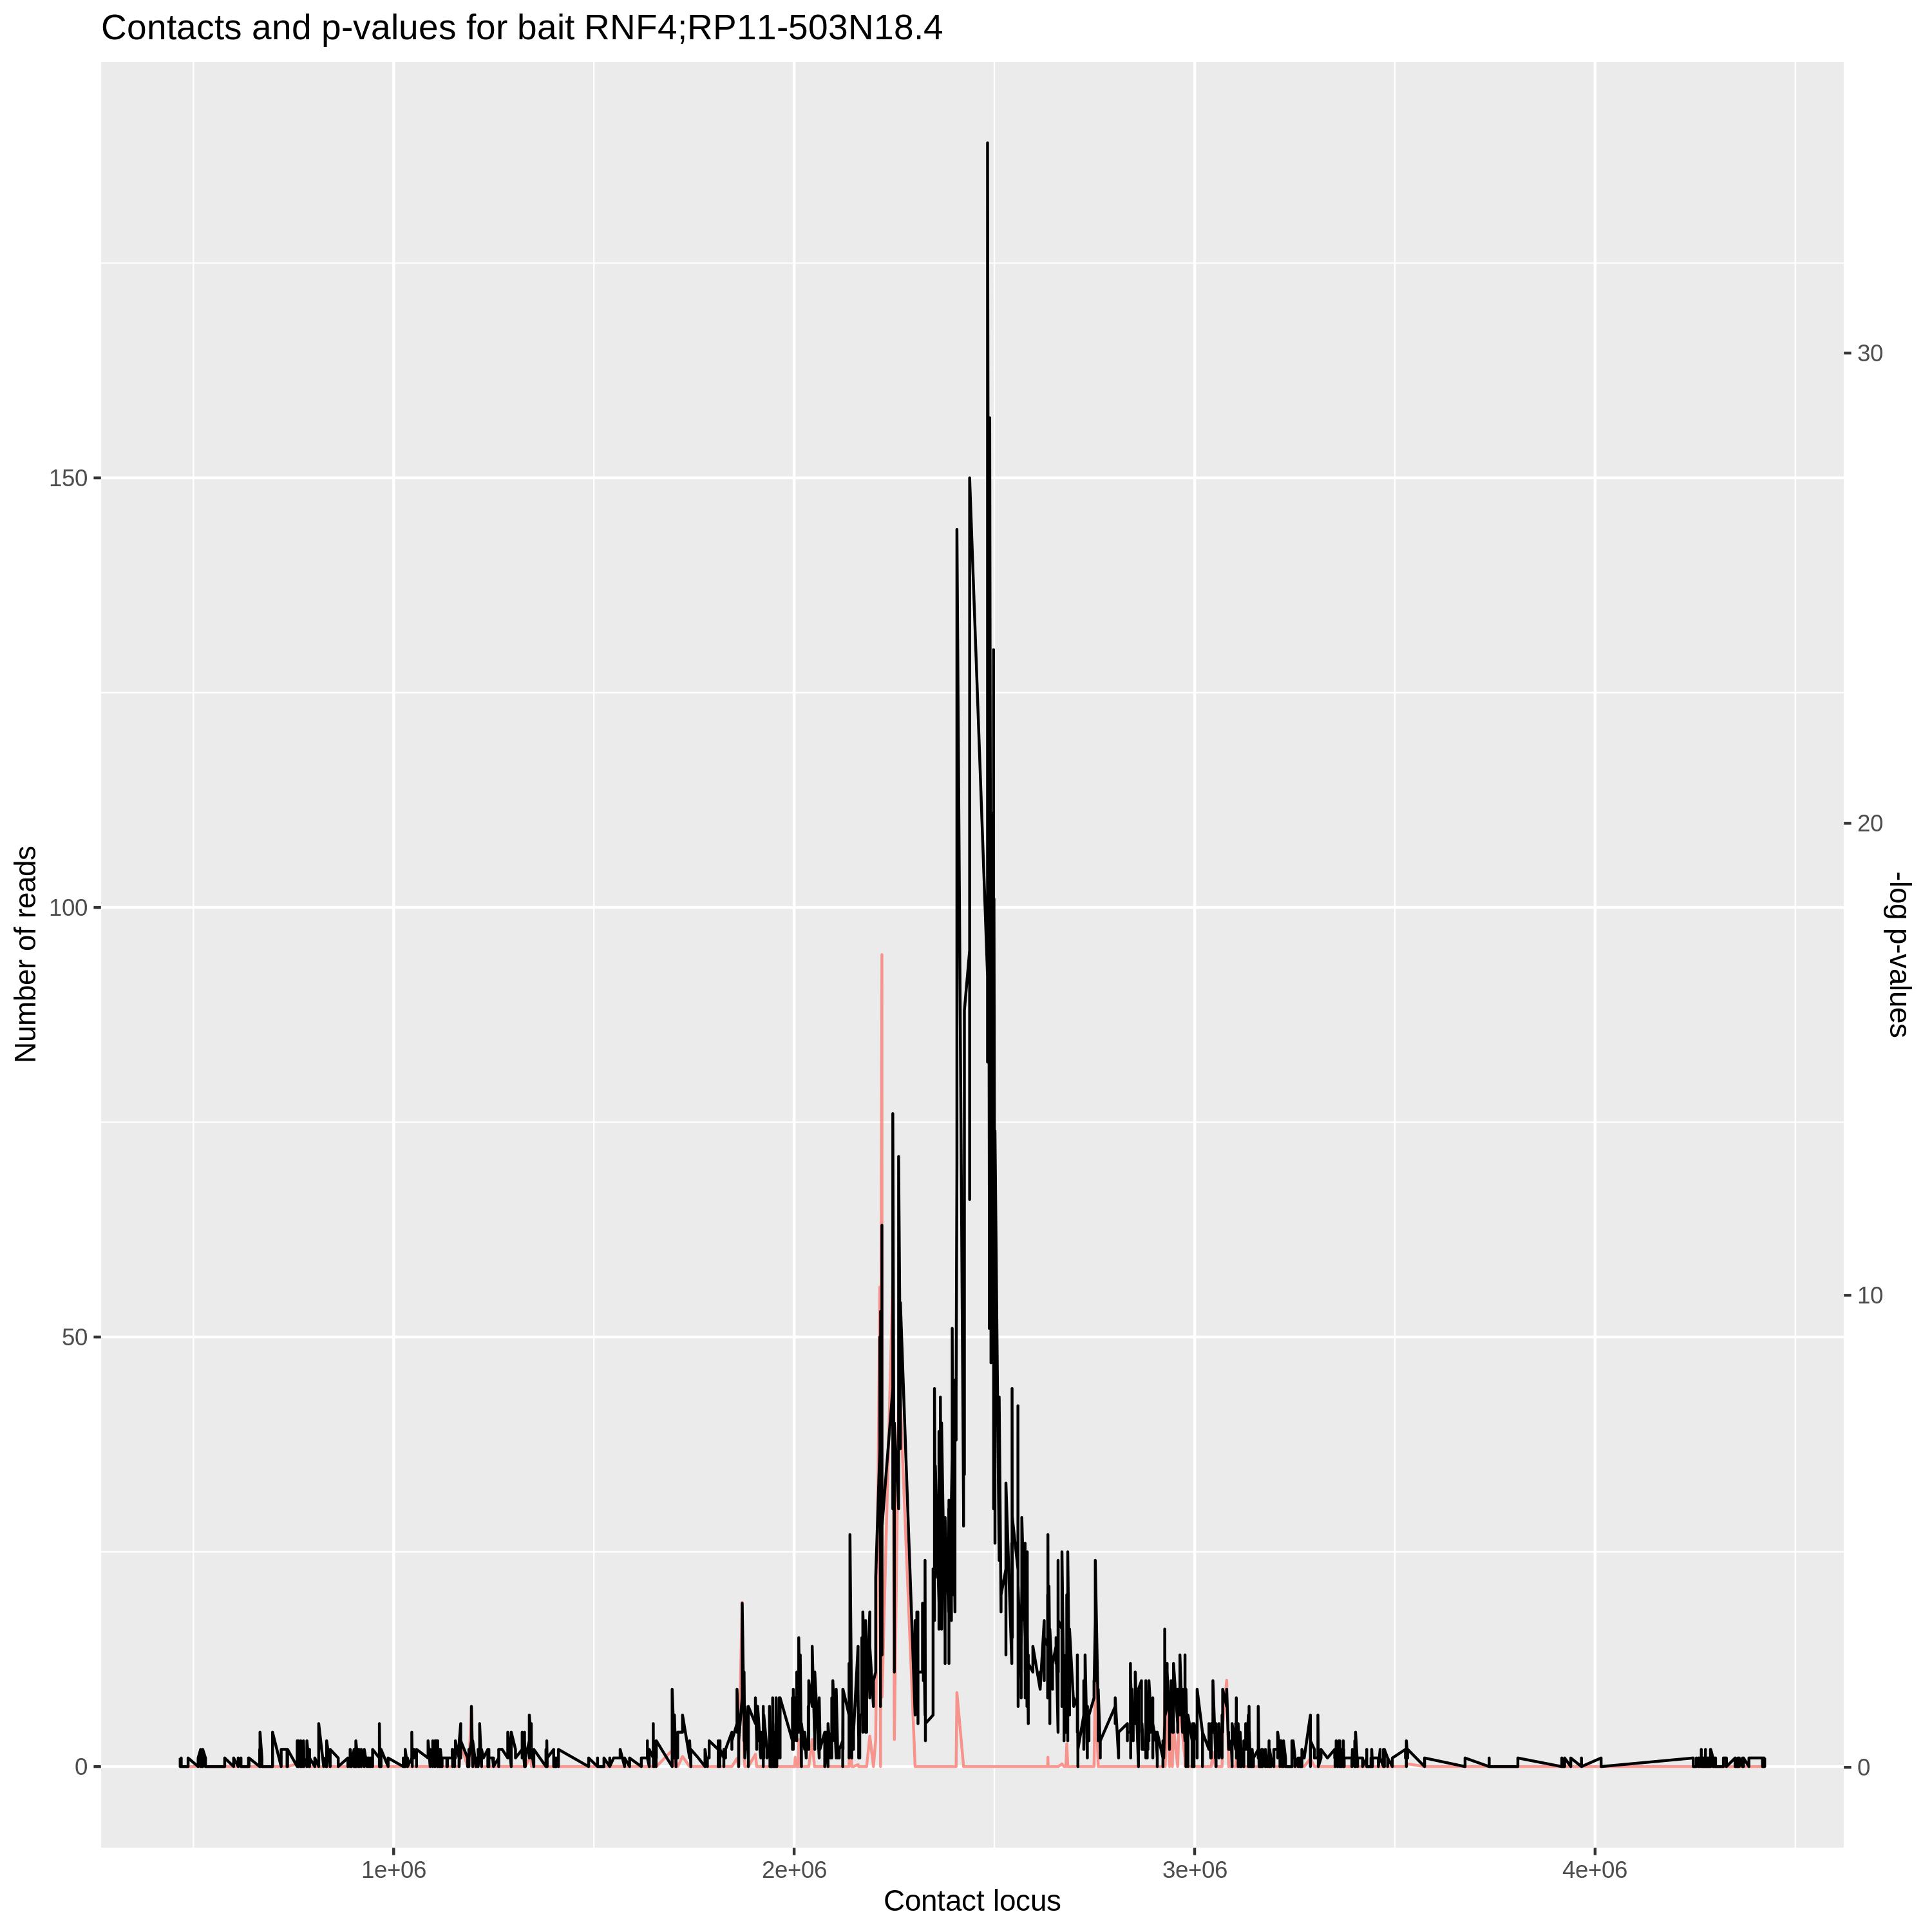 Contacts and p-values for bait RNF4;RP11-503N18.4
Number of reads
150
100
50
0
30
20
10
0
-log p-values
1e+06
2e+06
3e+06
4e+06
Contact locus